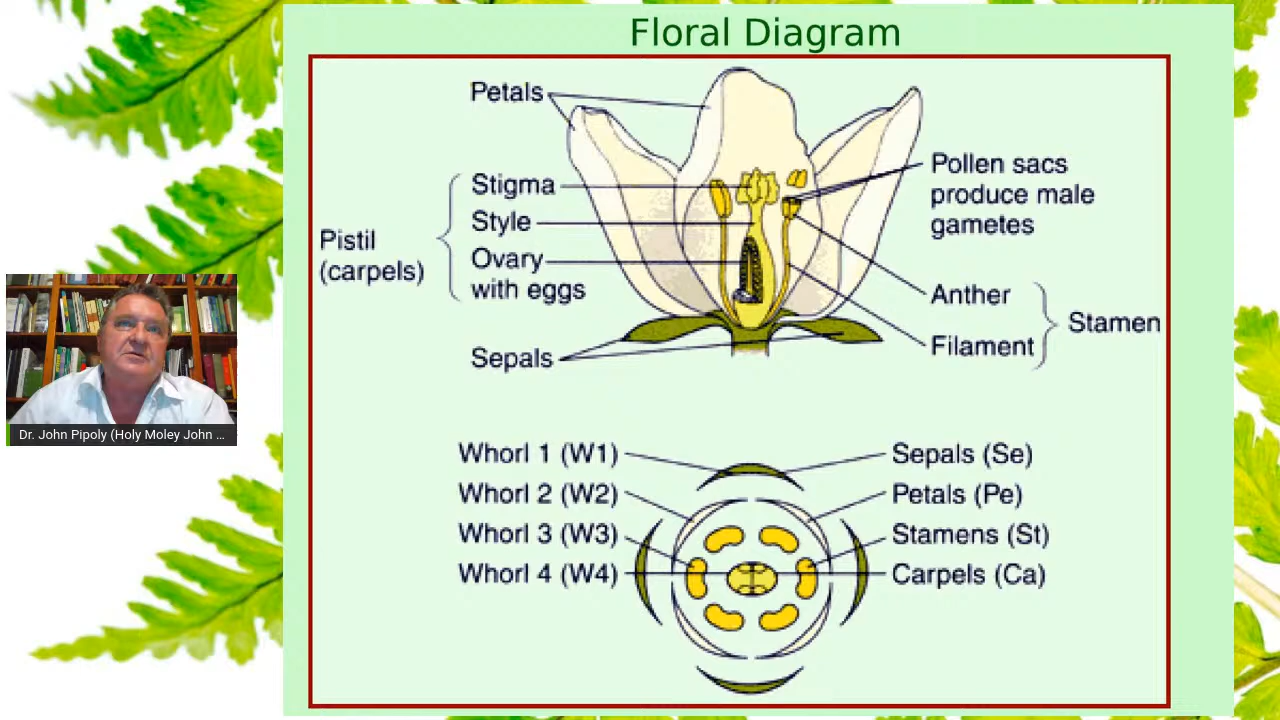 Floral Diagram
Petals
Stigma
Style
Ovary
with eggs
Pistil
(carpels)
Sepals
Pollen sacs
produce male
gametes
Anther
Filament
Stamen
Whorl 1 (W1)
Whorl 2 (W2)
Whorl 3 (W3)
Whorl 4 (W4)
Sepals (Se)
Petals (Pe)
Stamens (St)
Carpels (Ca)
Dr. John Pipoly (Holy Moley John ...